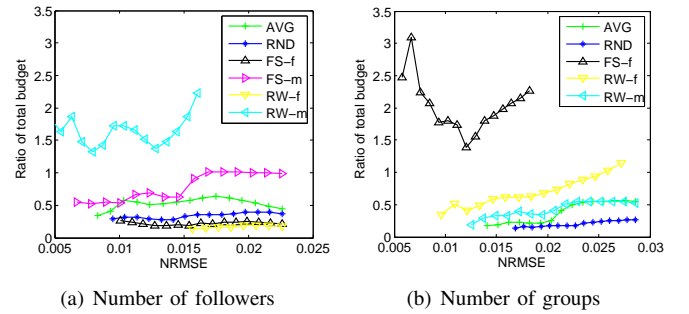 3.5
3
2.5
2
1.5
1
0.5
0
0.005
0.01
0.015
0.02
0.025
Ratio of total budget
NRMSE
AVG
RND
FS−f
FS−m
RW−f
RW−m
(a) Number of followers
3.5
3
2.5
2
1.5
1
0.5
0
0.005
0.01
0.015
0.02
0.025
0.03
Ratio of total budget
NRMSE
AVG
RND
FS−f
RW−f
RW−m
(b) Number of groups